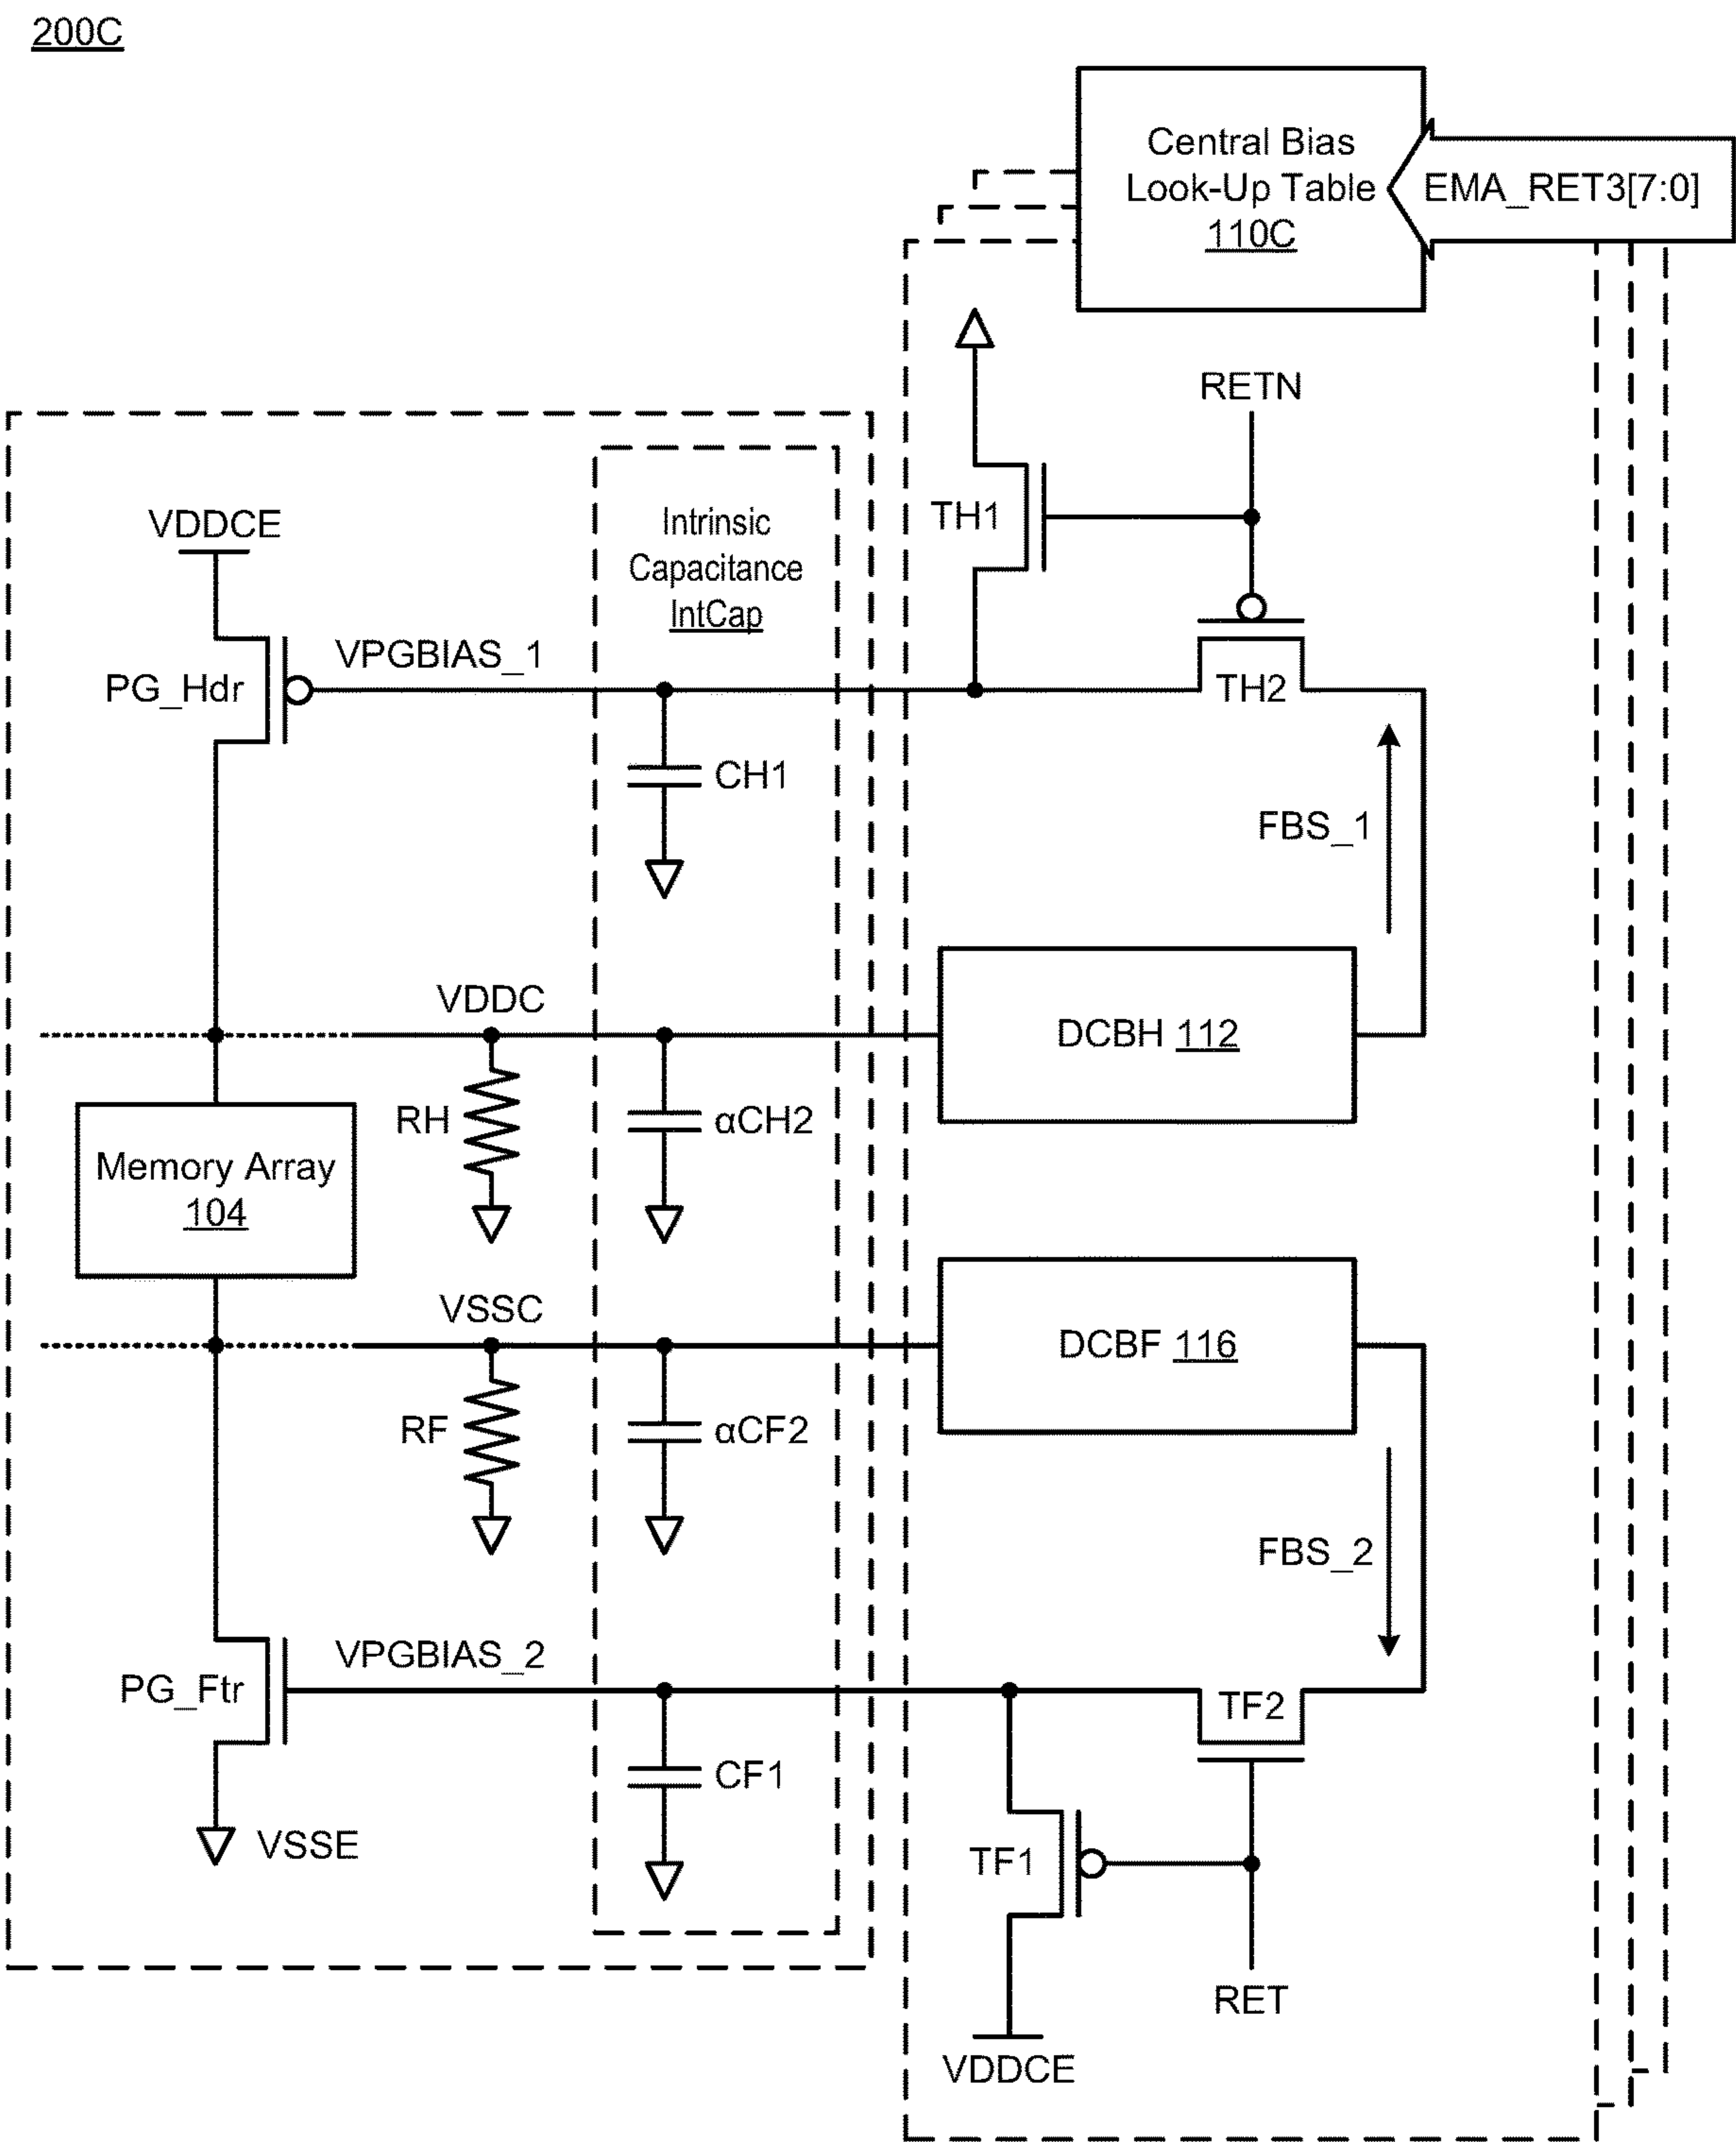 200C
Central Bias
Look-Up Table
110C
EMA_RET3[7:0]
RETN
TH1
TH2
VDDCE
PG_Hdr
VPGBIAS_1
Intrinsic
Capacitance
IntCap
CH1
FBS_1
VDDC
DCBH 112
RH
αCH2
Memory Array
104
VSSC
DCBF 116
RF
αCF2
FBS_2
VPGBIAS_2
PG_Ftr
TF2
CF1
VSSE
TF1
RET
VDDCE